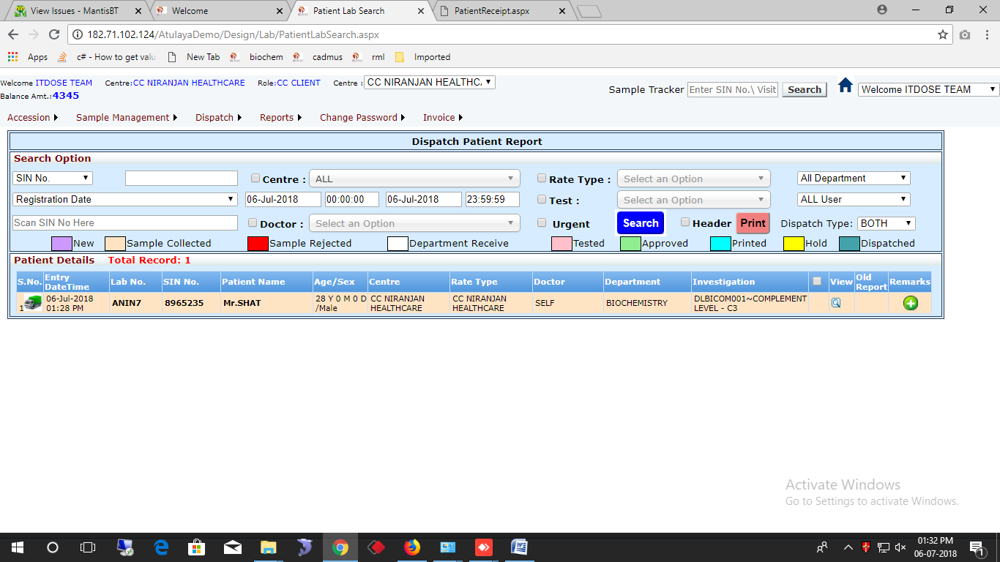 View Issues - MantisBT Welcome Patient Lab Search PatientReceipt.aspx
182.71.102.124/AtulayaDemo/Design/Lab/PatientLabSearch.aspx
Apps c# - How to get valu New Tab biochem cadmus rml Imported
Welcome ITDOSE TEAM Centre:CC NIRANJAN HEALTHCARE Role:CC CLIENT Centre : CC NIRANJAN HEALTHC
Balance Amt.:4345
Sample Tracker Enter SIN No.\ Visit Search Welcome ITDOSE TEAM
Accession Sample Management Dispatch Reports Change Password Invoice
Dispatch Patient Report
Search Option
SIN No. Centre : ALL Rate Type : Select an Option All Department
Registration Date 06-Jul-2018 00:00:00 06-Jul-2018 23:59:59 Test : Select an Option ALL User
Scan SIN No Here Doctor : Select an Option Urgent Search Header Print Dispatch Type: BOTH
New Sample Collected Sample Rejected Department Receive Tested Approved Printed Hold Dispatched
Patient Details Total Record: 1
S.No. Entry DateTime Lab No. SIN No. Patient Name Age/Sex Centre Rate Type Doctor Department Investigation View Old Report Remarks
1 06-Jul-2018 01:28 PM ANIN7 8965235 Mr.SHAT 28 Y 0 M 0 D /Male CC NIRANJAN HEALTHCARE CC NIRANJAN HEALTHCARE SELF BIOCHEMISTRY DLBICOM001~COMPLEMENT LEVEL - C3
Activate Windows
Go to Settings to activate Windows.
01:32 PM
06-07-2018
1